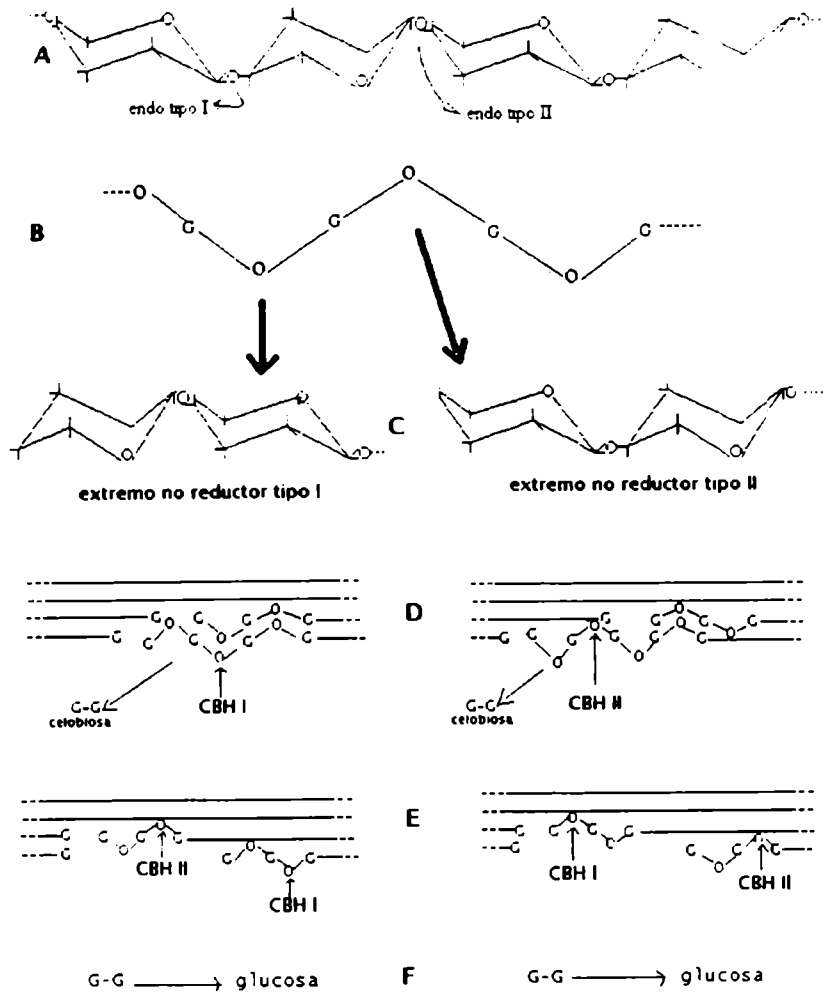 A
endo tipo I
endo tipo II
B
O
G
O
G
O
G
O
G
C
extremo no reductor tipo I
extremo no reductor tipo II
D
G-G
celobiosa
CBH I
G-G
celobiosa
CBH II
E
CBH II
CBH I
CBH I
CBH II
G-G
glucosa
F
G-G
glucosa